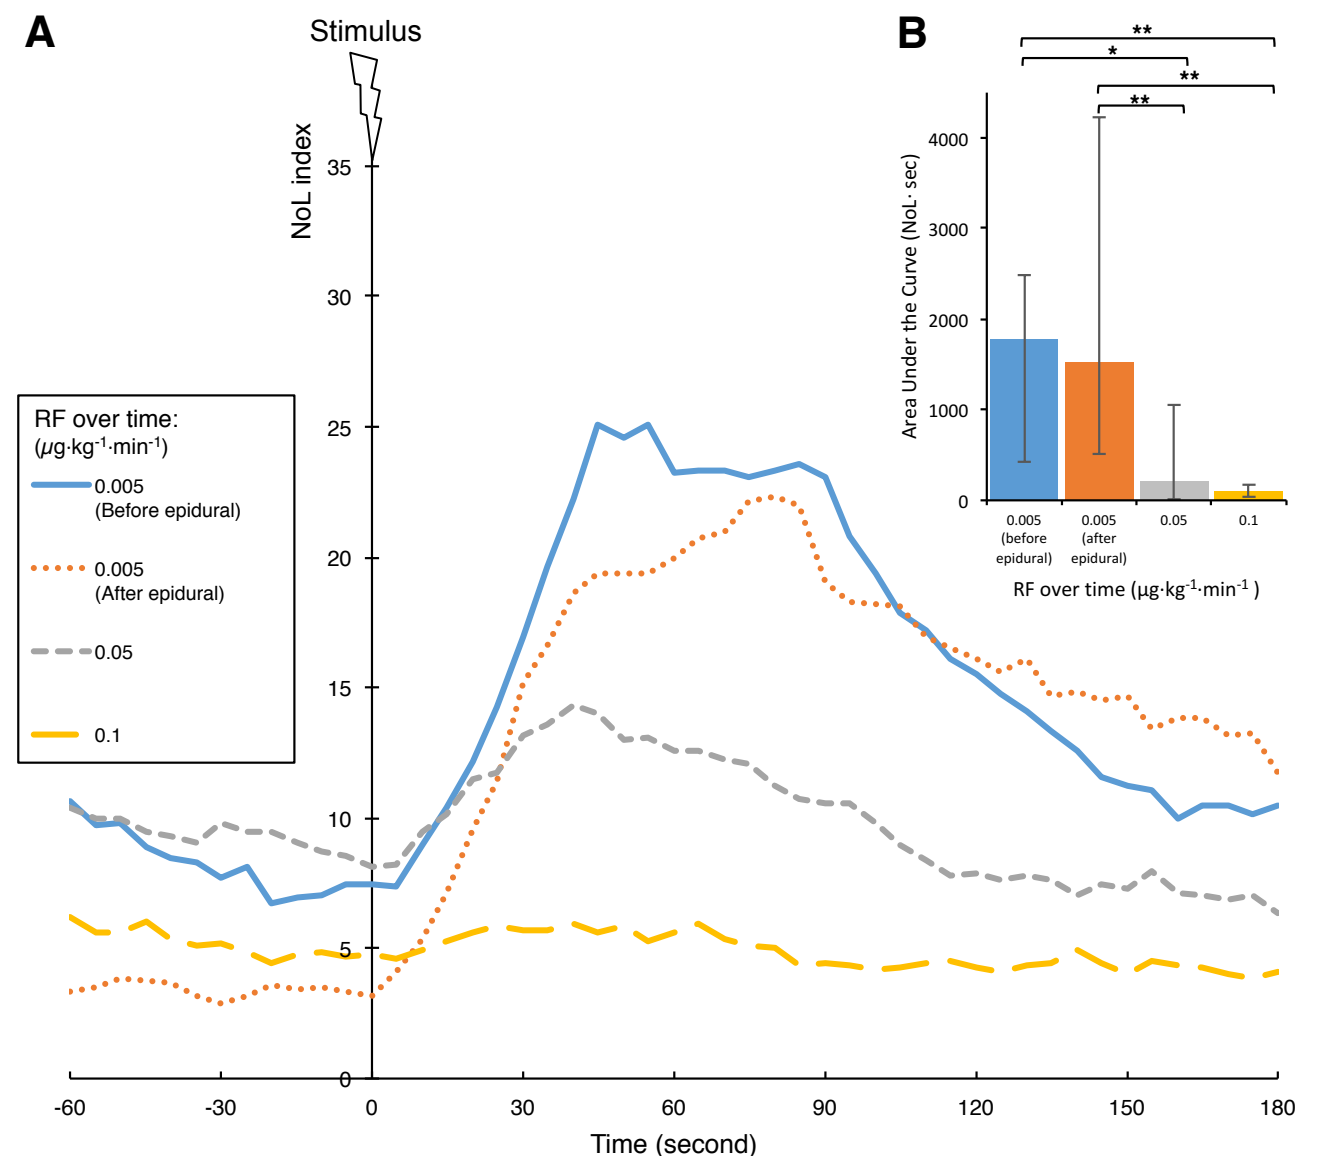 A
Stimulus
NoL index
35
30
25
20
15
10
5
0
-60 -30 0 30 60 90 120 150 180
Time (second)
RF over time:
(µg·kg⁻¹·min⁻¹)
0.005
(Before epidural)
0.005
(After epidural)
0.05
0.1
B
**
*
**
**
Area Under the Curve (NoL· sec)
4000
3000
2000
1000
0
0.005
(before
epidural)
0.005
(after
epidural)
0.05
0.1
RF over time (µg·kg⁻¹·min⁻¹ )